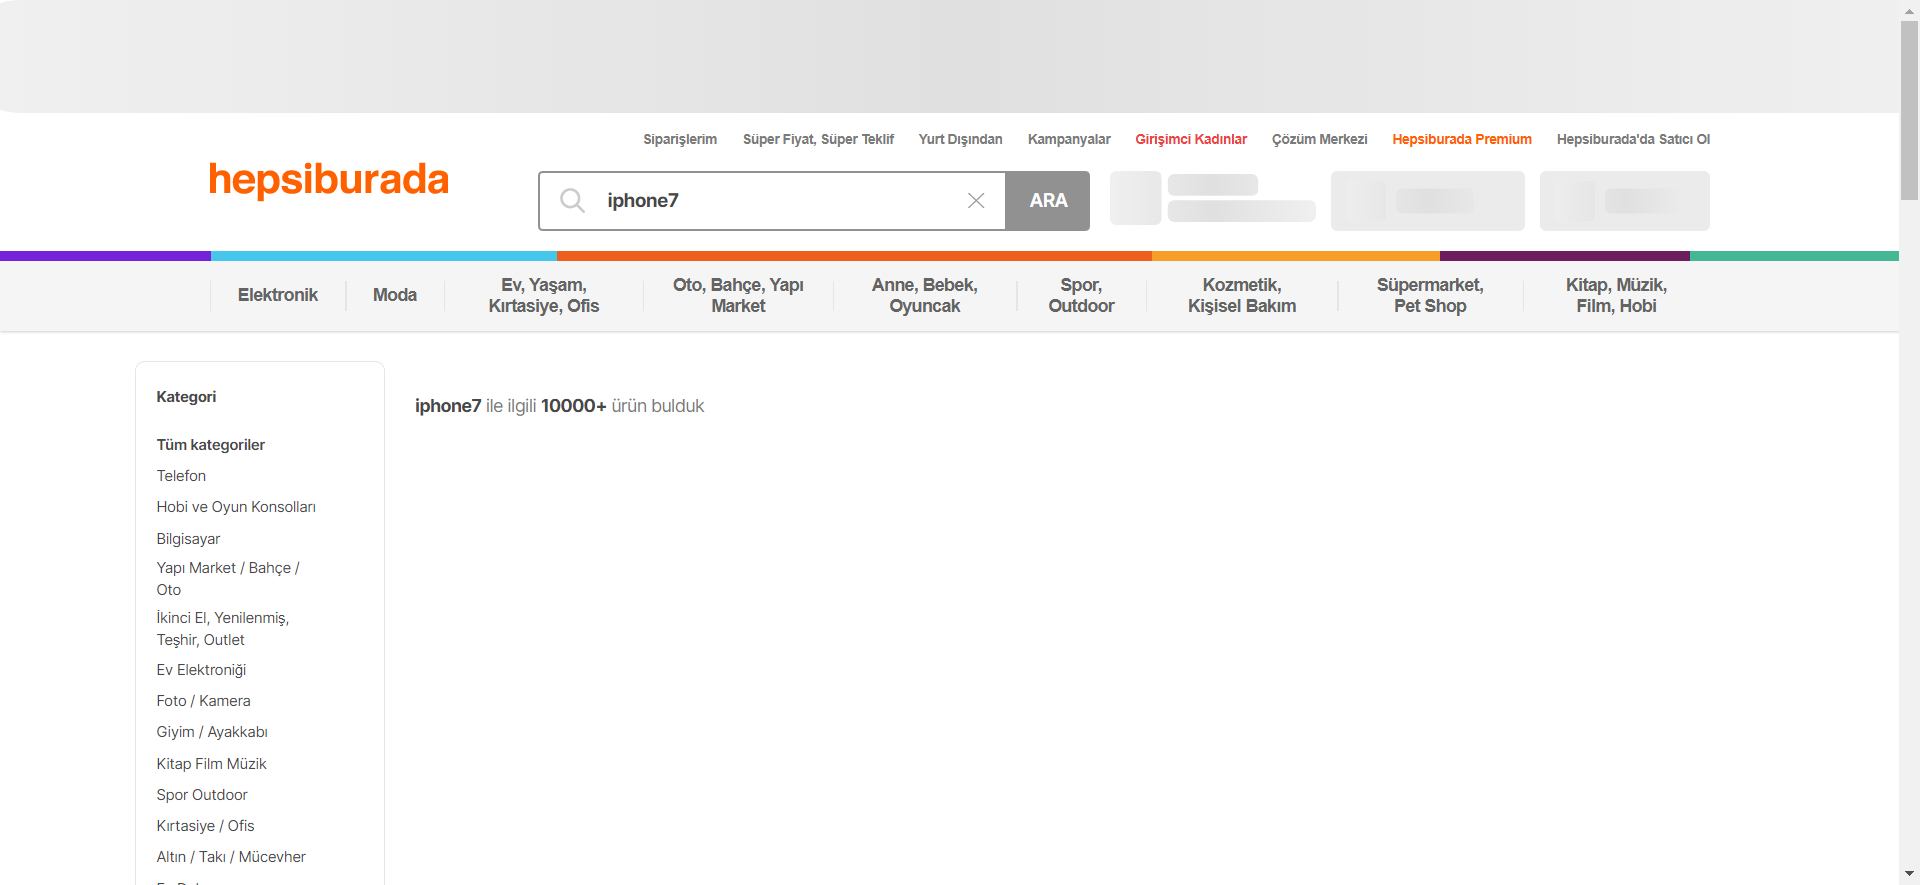 Siparişlerim Süper Fiyat, Süper Teklif Yurt Dışından Kampanyalar Girişimci Kadınlar Çözüm Merkezi Hepsiburada Premium Hepsiburada'da Satıcı Ol
hepsiburada
iphone7
ARA
Elektronik
Moda
Ev, Yaşam,
Kırtasiye, Ofis
Oto, Bahçe, Yapı
Market
Anne, Bebek,
Oyuncak
Spor,
Outdoor
Kozmetik,
Kişisel Bakım
Süpermarket,
Pet Shop
Kitap, Müzik,
Film, Hobi
Kategori
Tüm kategoriler
Telefon
Hobi ve Oyun Konsolları
Bilgisayar
Yapı Market / Bahçe /
Oto
İkinci El, Yenilenmiş,
Teşhir, Outlet
Ev Elektroniği
Foto / Kamera
Giyim / Ayakkabı
Kitap Film Müzik
Spor Outdoor
Kırtasiye / Ofis
Altın / Takı / Mücevher
iphone7 ile ilgili 10000+ ürün bulduk